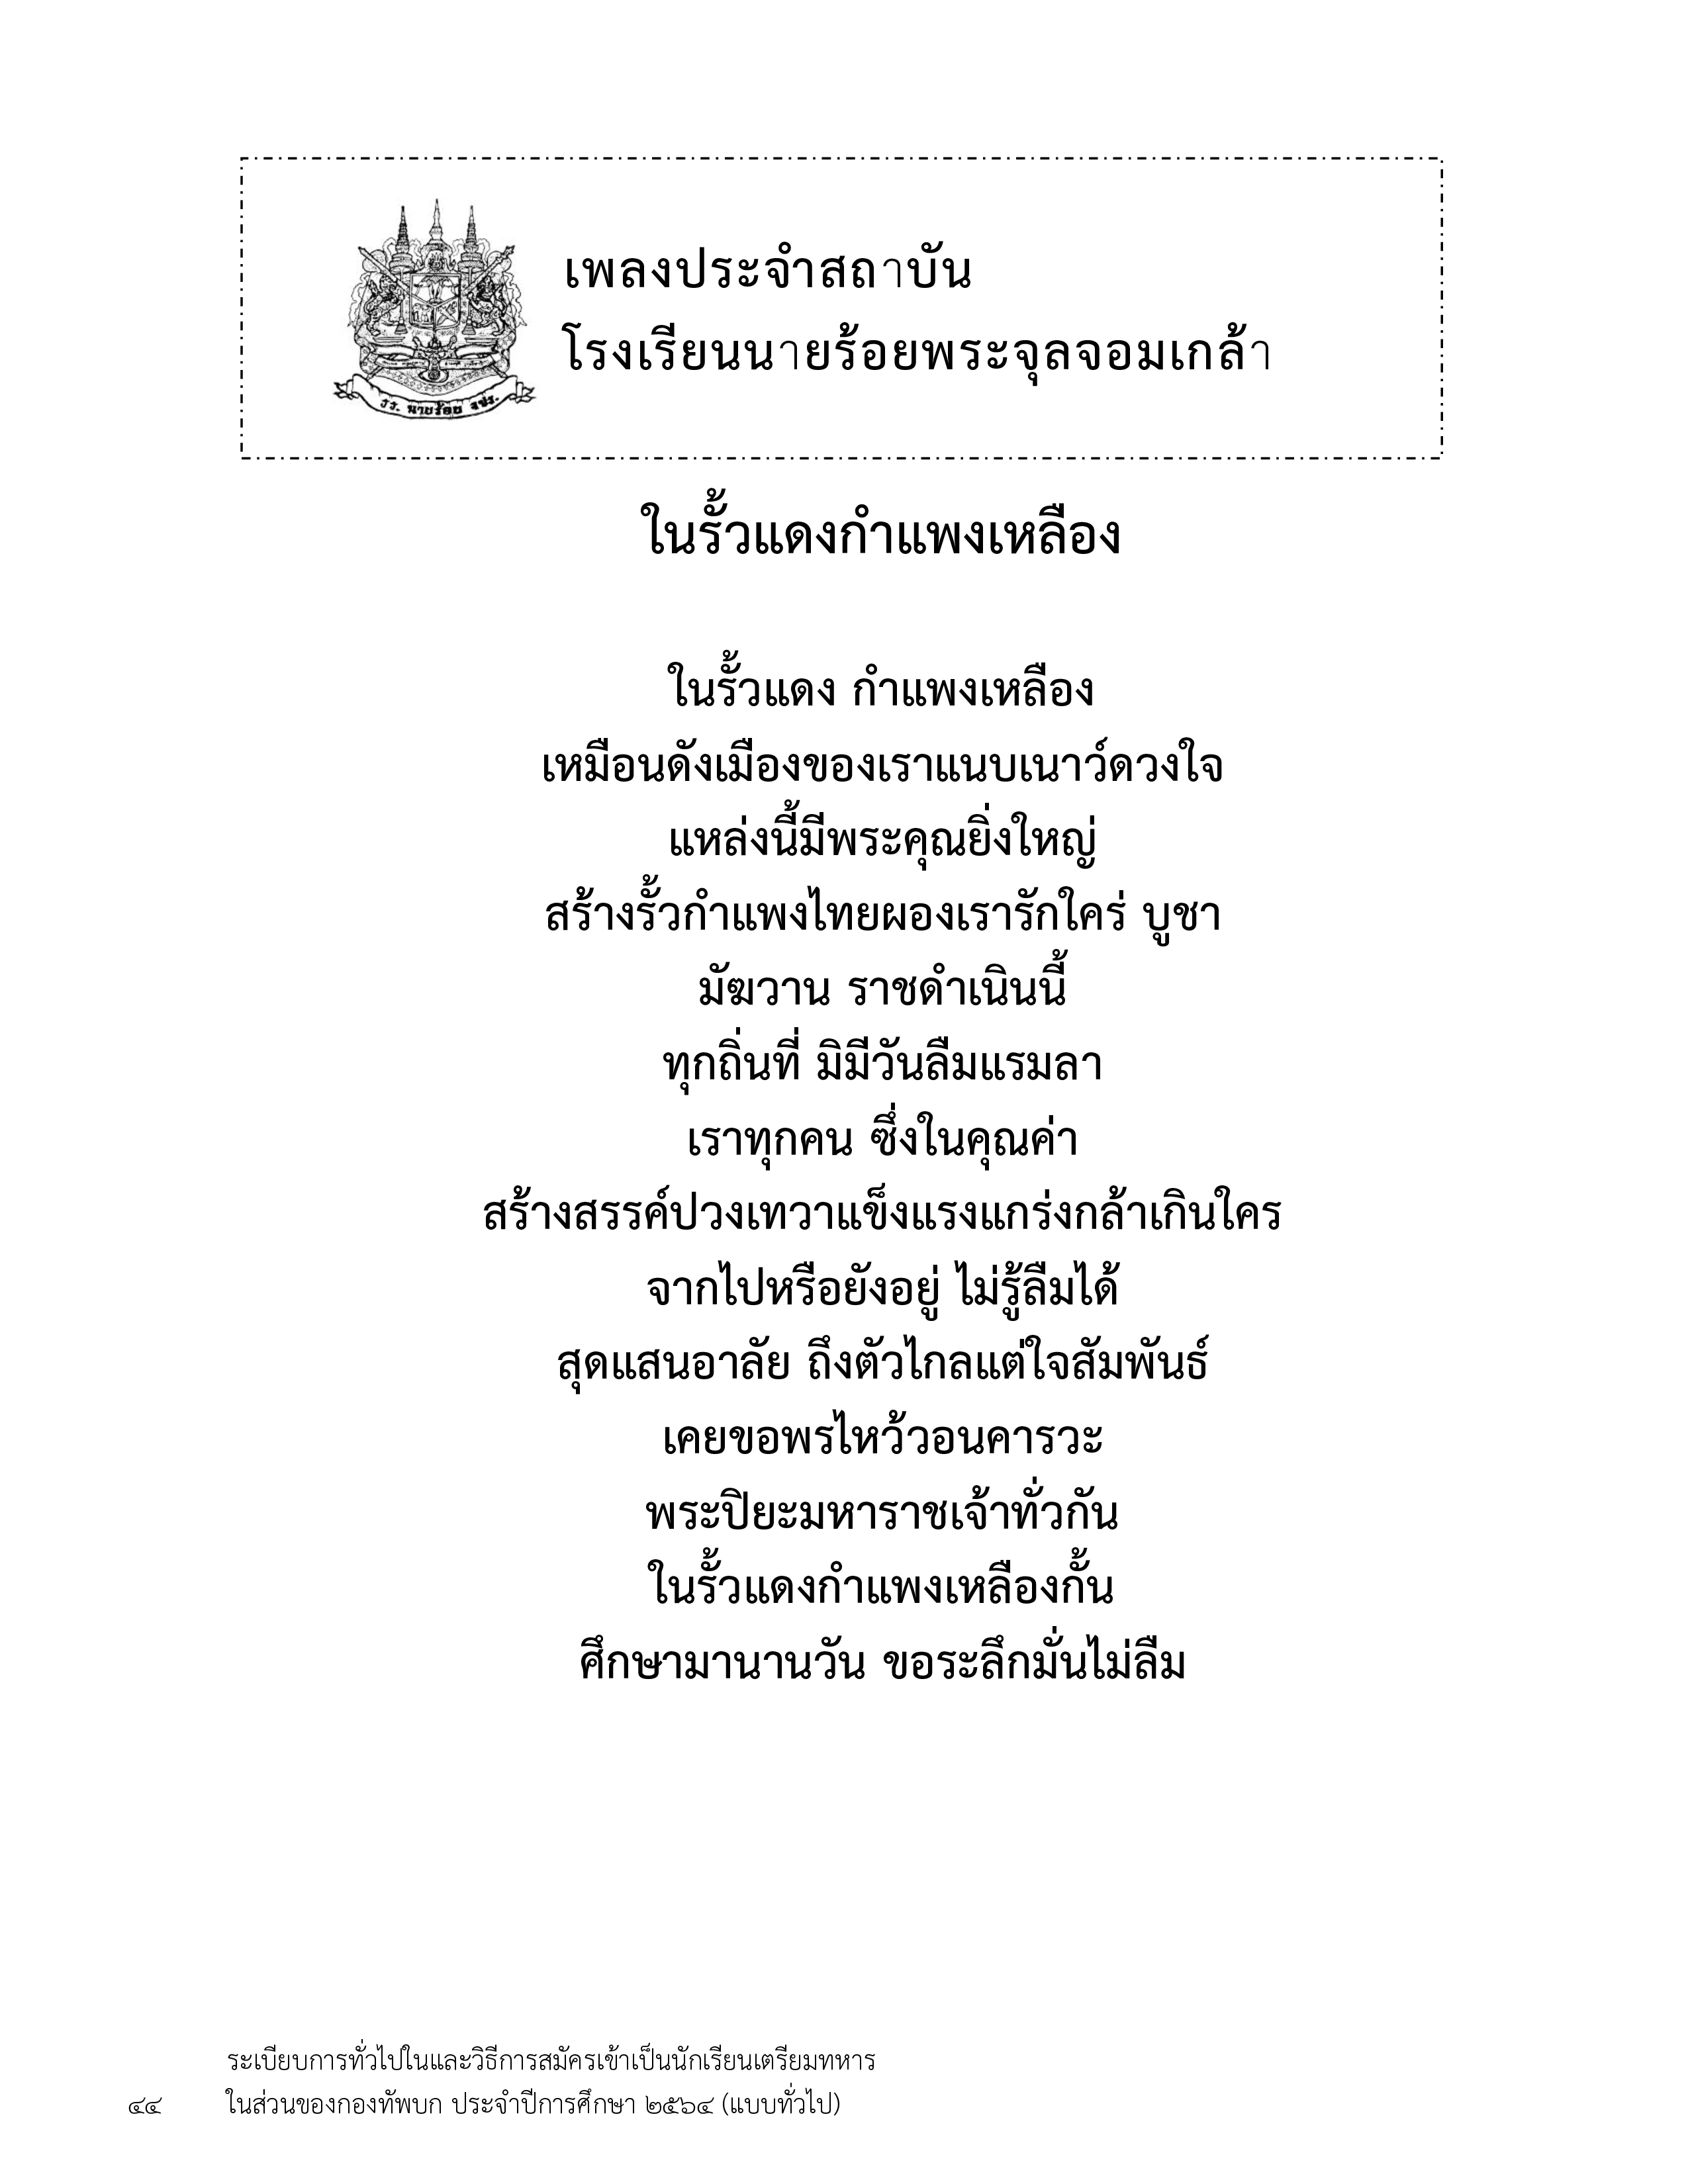 เพลงประจำสถาบัน
โรงเรียนนายร้อยพระจุลจอมเกล้า
รร. นายร้อย จปร.
ในรั้วแดงกำแพงเหลือง
ในรั้วแดง กำแพงเหลือง
เหมือนดังเมืองของเราแนบเนาว์ดวงใจ
แหล่งนี้มีพระคุณยิ่งใหญ่
สร้างรั้วกำแพงไทยผองเรารักใคร่ บูชา
มัฆวาน ราชดำเนินนี้
ทุกถิ่นที่ มิมีวันลืมแรมลา
เราทุกคน ซึ่งในคุณค่า
สร้างสรรค์ปวงเทวาแข็งแรงแกร่งกล้าเกินใคร
จากไปหรือยังอยู่ ไม่รู้ลืมได้
สุดแสนอาลัย ถึงตัวไกลแต่ใจสัมพันธ์
เคยขอพรไหว้วอนคารวะ
พระปิยะมหาราชเจ้าทั่วกัน
ในรั้วแดงกำแพงเหลืองกั้น
ศึกษามานานวัน ขอระลึกมั่นไม่ลืม
ระเบียบการทั่วไปในและวิธีการสมัครเข้าเป็นนักเรียนเตรียมทหาร
๔๔ ในส่วนของกองทัพบก ประจำปีการศึกษา ๒๕๖๔ (แบบทั่วไป)